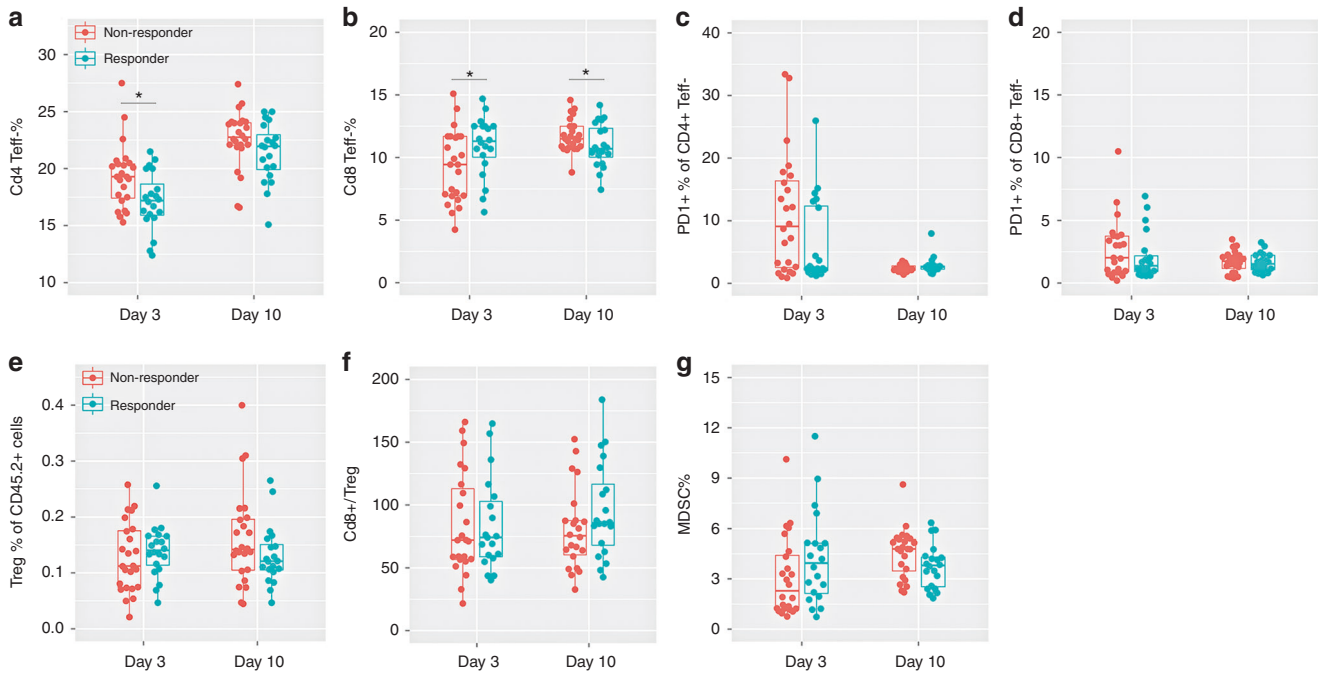 a
Non-responder
Responder
Cd4 Teff-%
30
25
20
15
10
*
Day 3
Day 10
b
Cd8 Teff-%
20
15
10
5
0
*
*
Day 3
Day 10
c
PD1+ % of CD4+ Teff-
40
30
20
10
0
Day 3
Day 10
d
PD1+ % of CD8+ Teff-
20
15
10
5
0
Day 3
Day 10
e
Non-responder
Responder
Treg % of CD45.2+ cells
0.4
0.3
0.2
0.1
0.0
Day 3
Day 10
f
Cd8+/Treg
200
150
100
50
0
Day 3
Day 10
g
MDSC%
15
12
9
6
3
0
Day 3
Day 10